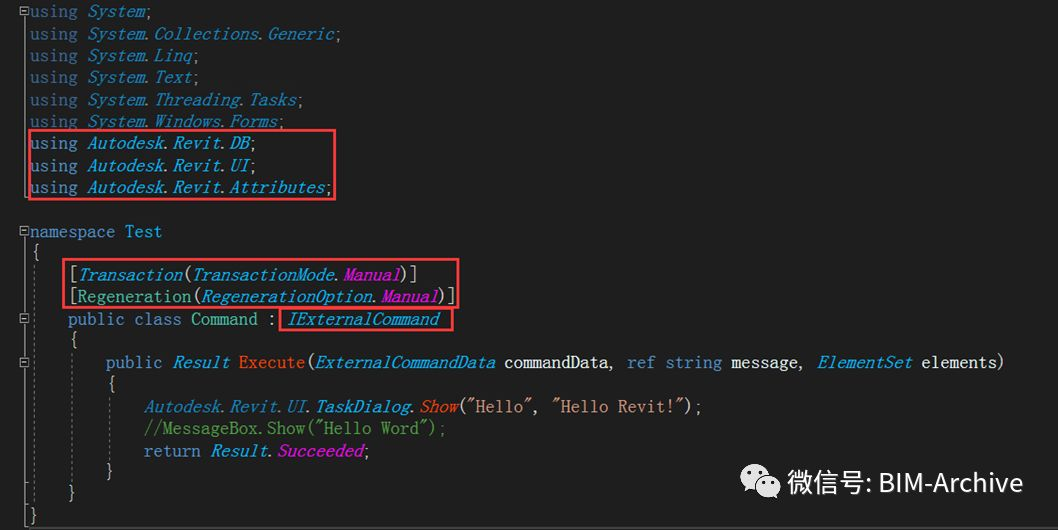 using System;
using System.Collections.Generic;
using System.Linq;
using System.Text;
using System.Threading.Tasks;
using System.Windows.Forms;
using Autodesk.Revit.DB;
using Autodesk.Revit.UI;
using Autodesk.Revit.Attributes;
namespace Test
{
[Transaction(TransactionMode.Manual)]
[Regeneration(RegenerationOption.Manual)]
public class Command : IExternalCommand
{
public Result Execute(ExternalCommandData commandData, ref string message, ElementSet elements)
{
Autodesk.Revit.UI.TaskDialog.Show("Hello", "Hello Revit!");
//MessageBox.Show("Hello Word");
return Result.Succeeded;
}
}
}
微信号: BIM-Archive